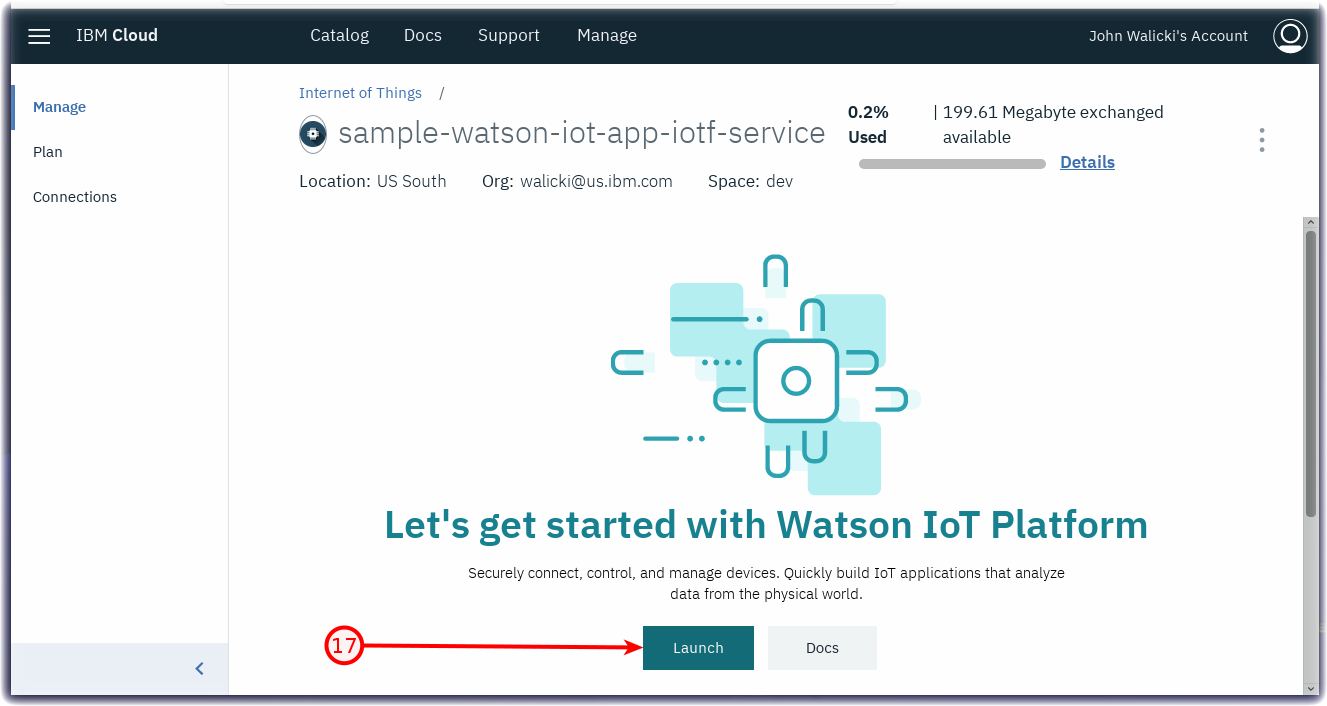 IBM Cloud
Catalog
Docs
Support
Manage
John Walicki's Account
Manage
Plan
Connections
Internet of Things /
sample-watson-iot-app-iotf-service
Location: US South
Org: walicki@us.ibm.com
Space: dev
0.2%
Used
| 199.61 Megabyte exchanged
available
Details
Let's get started with Watson IoT Platform
Securely connect, control, and manage devices. Quickly build IoT applications that analyze
data from the physical world.
17
Launch
Docs